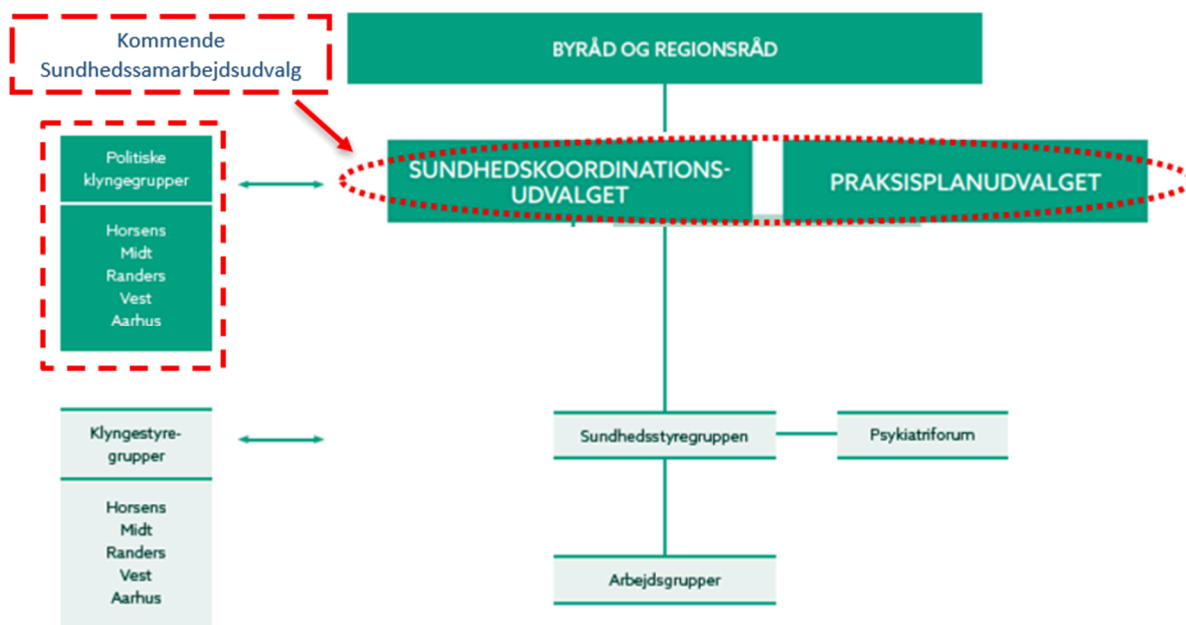 Kommende
Sundhedssamarbejdsudvalg
BYRÅD OG REGIONSRÅD
Politiske
klyngegrupper
Horsens
Midt
Randers
Vest
Aarhus
SUNDHEDSKOORDINATIONS-
UDVALGET
PRAKSISPLANUDVALGET
Klyngestyre-
grupper
Horsens
Midt
Randers
Vest
Aarhus
Sundhedsstyregruppen
Psykiatriforum
Arbejdsgrupper